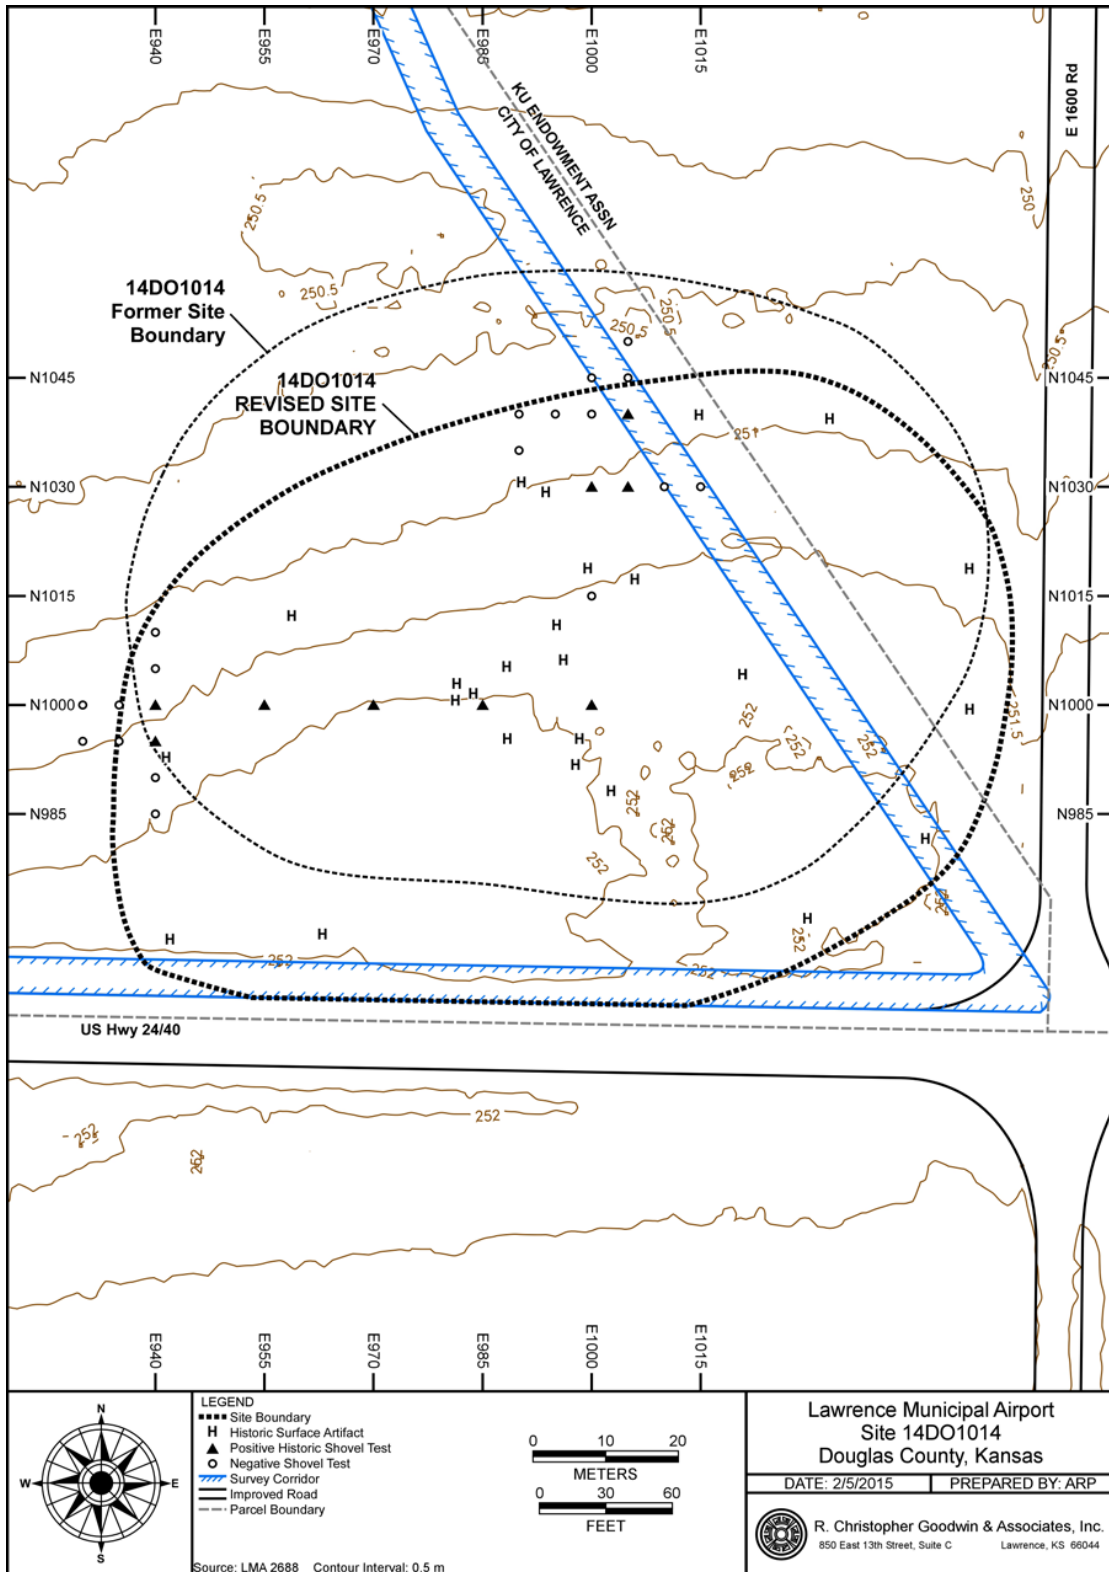 E940
E955
E970
E985
E1000
E1015
E 1600 Rd
KU ENDOWMENT ASSN
CITY OF LAWRENCE
250.5
250
250.5
250.5
250.5
250.5
14DO1014
Former Site
Boundary
14DO1014
REVISED SITE
BOUNDARY
N1045
N1045
H
H
251
N1030
N1030
H
H
H
H
H
N1015
N1015
H
H
H
H
H
H
H
H
N1000
N1000
H
251.5
252
252
252
252
H
H
H
H
H
252
252
N985
N985
H
252
252
H
H
H
252
252
252
US Hwy 24/40
252
252
252
E940
E955
E970
E985
E1000
E1015
N
W
E
S
LEGEND
Site Boundary
H Historic Surface Artifact
Positive Historic Shovel Test
Negative Shovel Test
Survey Corridor
Improved Road
Parcel Boundary
Source: LMA 2688 Contour Interval: 0.5 m
0 10 20
METERS
0 30 60
FEET
Lawrence Municipal Airport
Site 14DO1014
Douglas County, Kansas
DATE: 2/5/2015
PREPARED BY: ARP
R. Christopher Goodwin & Associates, Inc.
850 East 13th Street, Suite C Lawrence, KS 66044